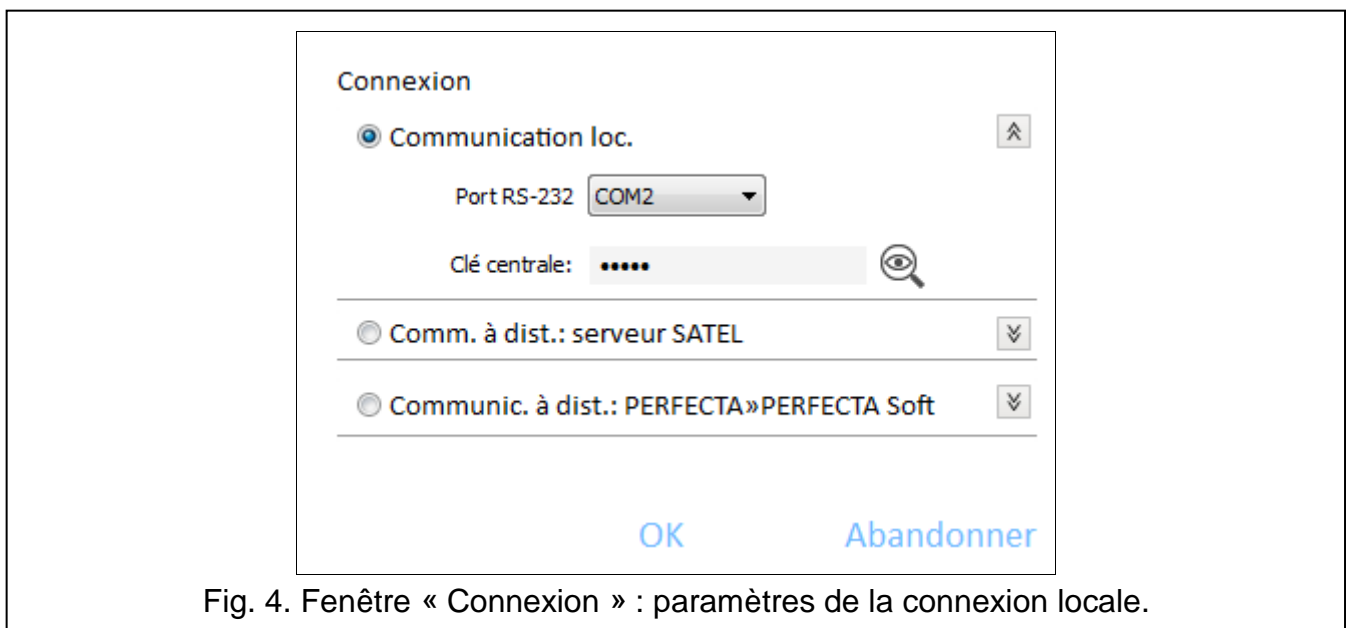 Connexion
Communication loc.
Port RS-232 COM2
Clé centrale: •••••
Comm. à dist.: serveur SATEL
Communic. à dist.: PERFECTA»PERFECTA Soft
OK Abandonner
Fig. 4. Fenêtre « Connexion » : paramètres de la connexion locale.